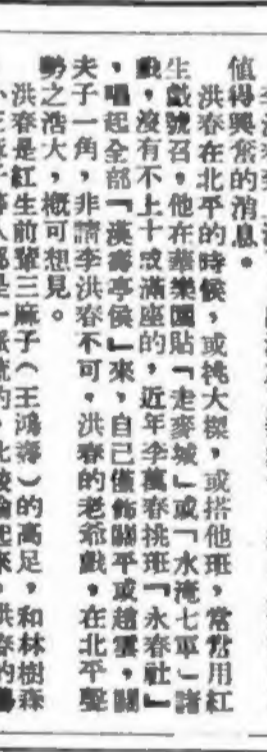 值得興奮的消息。
洪春在北平的時候，或挑大樑，或搭他班，常常用紅
生戲號召，他在華樂園貼「走麥城」或「水淹七軍」諸
戲，沒有不上十成滿座的，近年李萬春挑班「永春社」
，唱起全部「漢壽亭侯」來，自己僅飾關平或趙雲，關
夫子一角，非請李洪春不可。洪春的老爺戲，在北平聲
勢之浩大，概可想見。
洪春是紅生前輩三麻子（王鴻壽）的高足，和林樹森